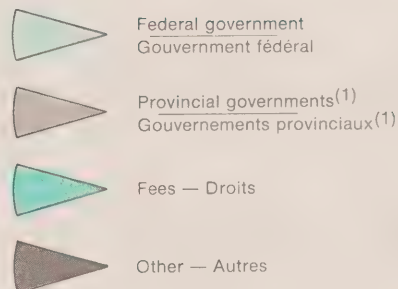 Federal government
Gouvernment fédéral
Provincial governments(1)
Gouvernements provinciaux(1)
Fees — Droits
Other — Autres